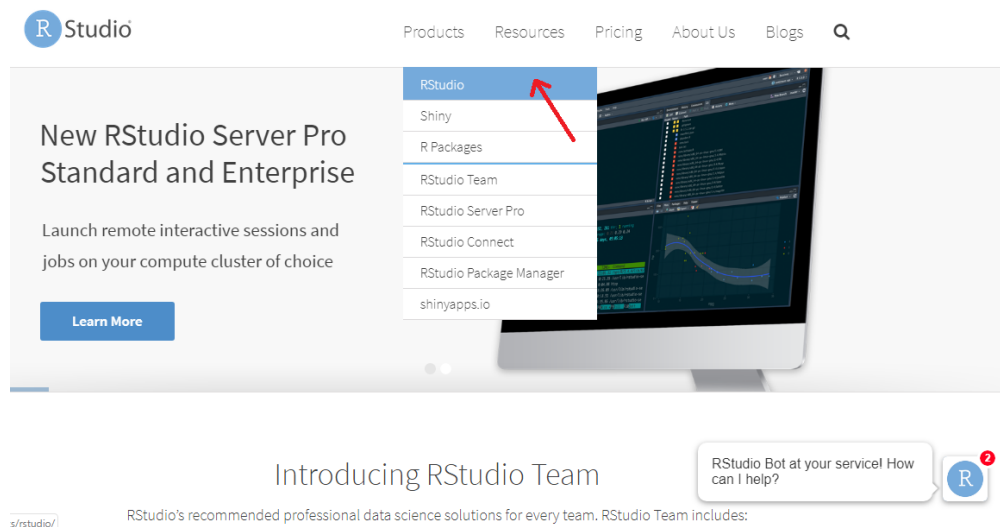 R Studio
Products Resources Pricing About Us Blogs
RStudio
Shiny
R Packages
RStudio Team
RStudio Server Pro
RStudio Connect
RStudio Package Manager
shinyapps.io
New RStudio Server Pro
Standard and Enterprise
Launch remote interactive sessions and
jobs on your compute cluster of choice
Learn More
Introducing RStudio Team
RStudio's recommended professional data science solutions for every team. RStudio Team includes:
RStudio Bot at your service! How
can I help?
R
2
s/rstudio/